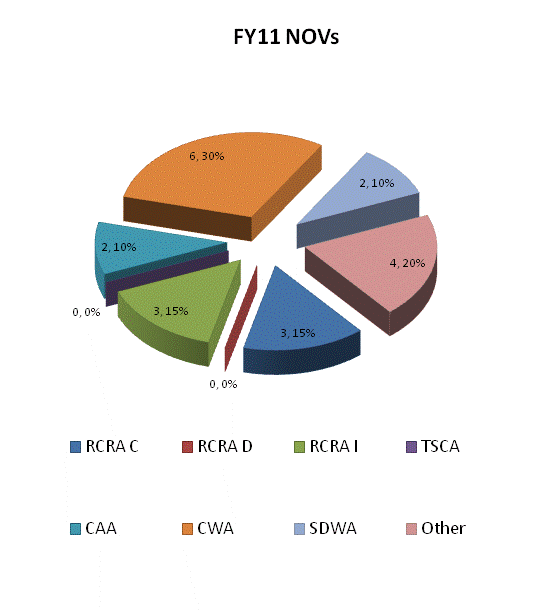 FY11 NOVs
6, 30%
2, 10%
2, 10%
4, 20%
0, 0%
3, 15%
3, 15%
0, 0%
RCRA C RCRA D RCRA I TSCA
CAA CWA SDWA Other